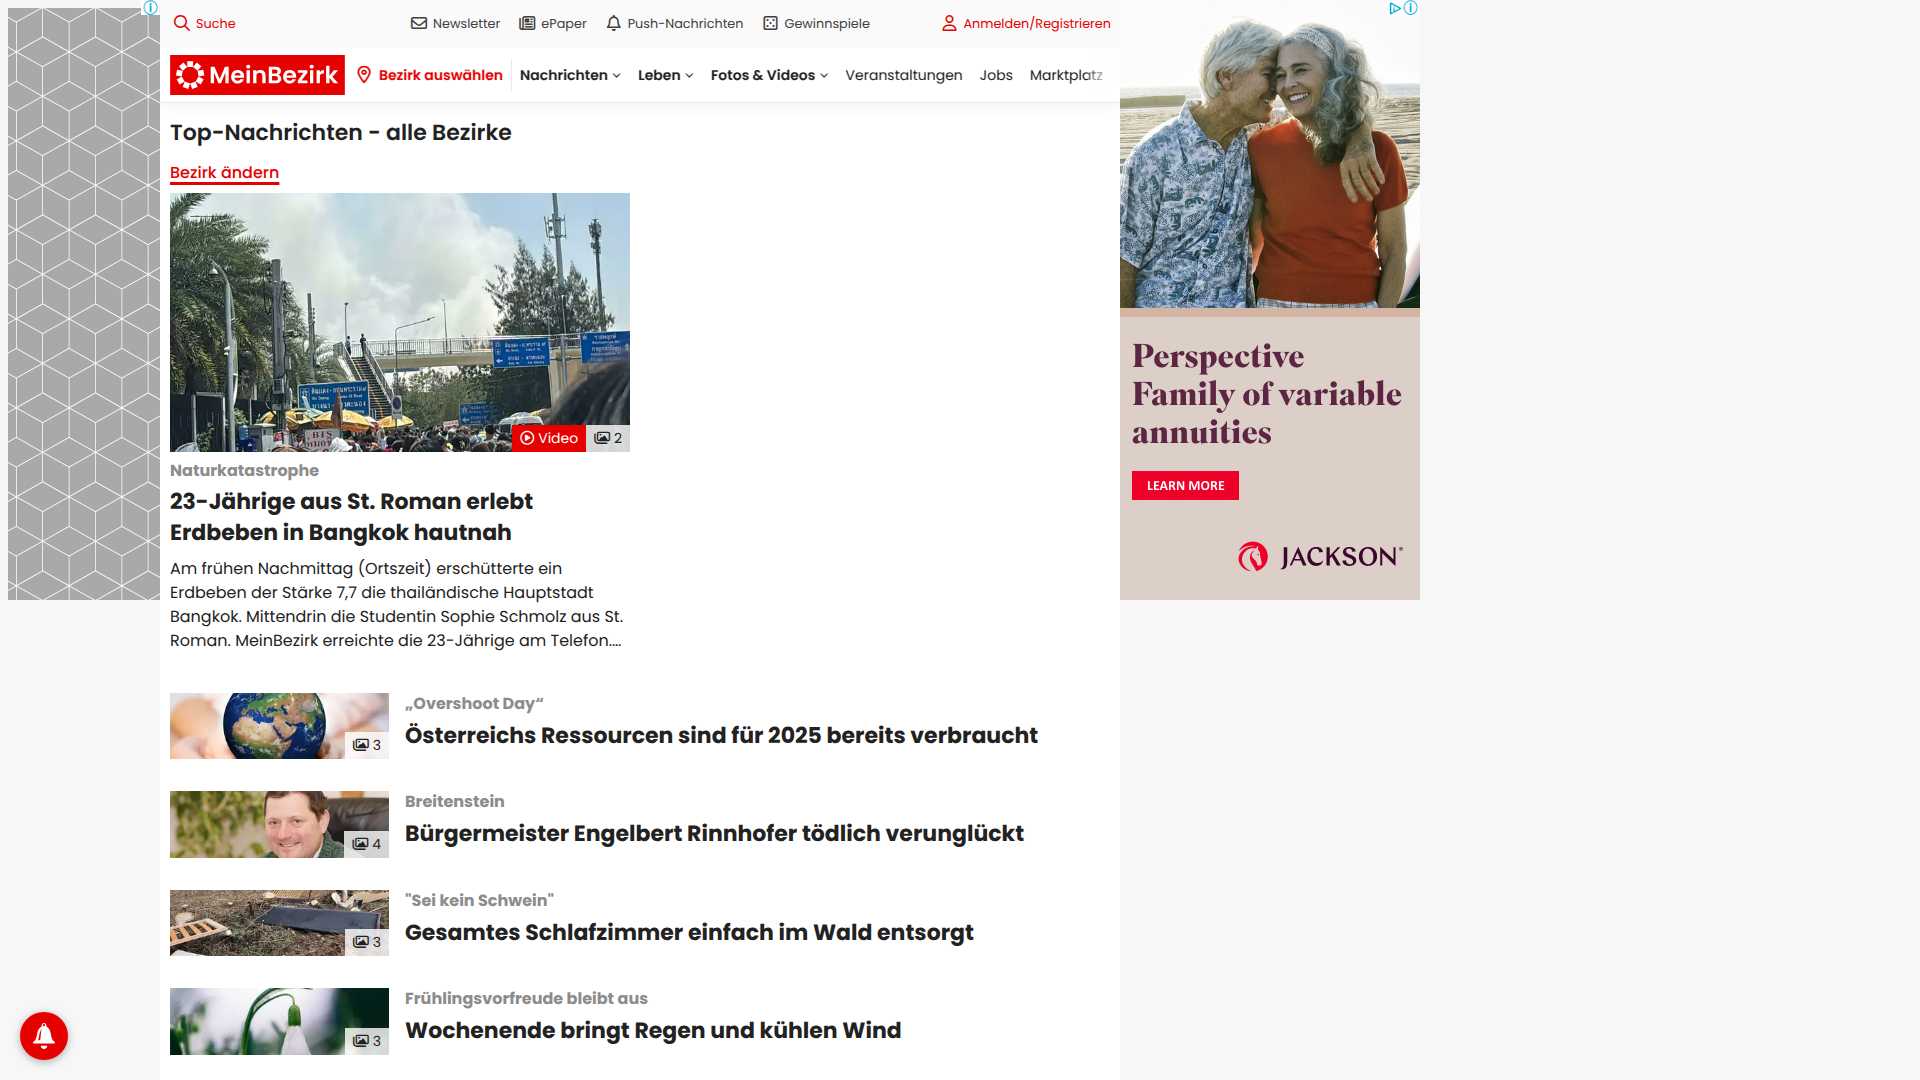 Suche
Newsletter
ePaper
Push-Nachrichten
Gewinnspiele
Anmelden/Registrieren
MeinBezirk
Bezirk auswählen
Nachrichten
Leben
Fotos & Videos
Veranstaltungen
Jobs
Marktplatz
Top-Nachrichten - alle Bezirke
Bezirk ändern
Video
2
Naturkatastrophe
23-Jährige aus St. Roman erlebt
Erdbeben in Bangkok hautnah
Am frühen Nachmittag (Ortszeit) erschütterte ein
Erdbeben der Stärke 7,7 die thailändische Hauptstadt
Bangkok. Mittendrin die Studentin Sophie Schmolz aus St.
Roman. MeinBezirk erreichte die 23-Jährige am Telefon....
3
„Overshoot Day“
Österreichs Ressourcen sind für 2025 bereits verbraucht
4
Breitenstein
Bürgermeister Engelbert Rinnhofer tödlich verunglückt
3
"Sei kein Schwein"
Gesamtes Schlafzimmer einfach im Wald entsorgt
3
Frühlingsvorfreude bleibt aus
Wochenende bringt Regen und kühlen Wind
Perspective
Family of variable
annuities
LEARN MORE
JACKSON®